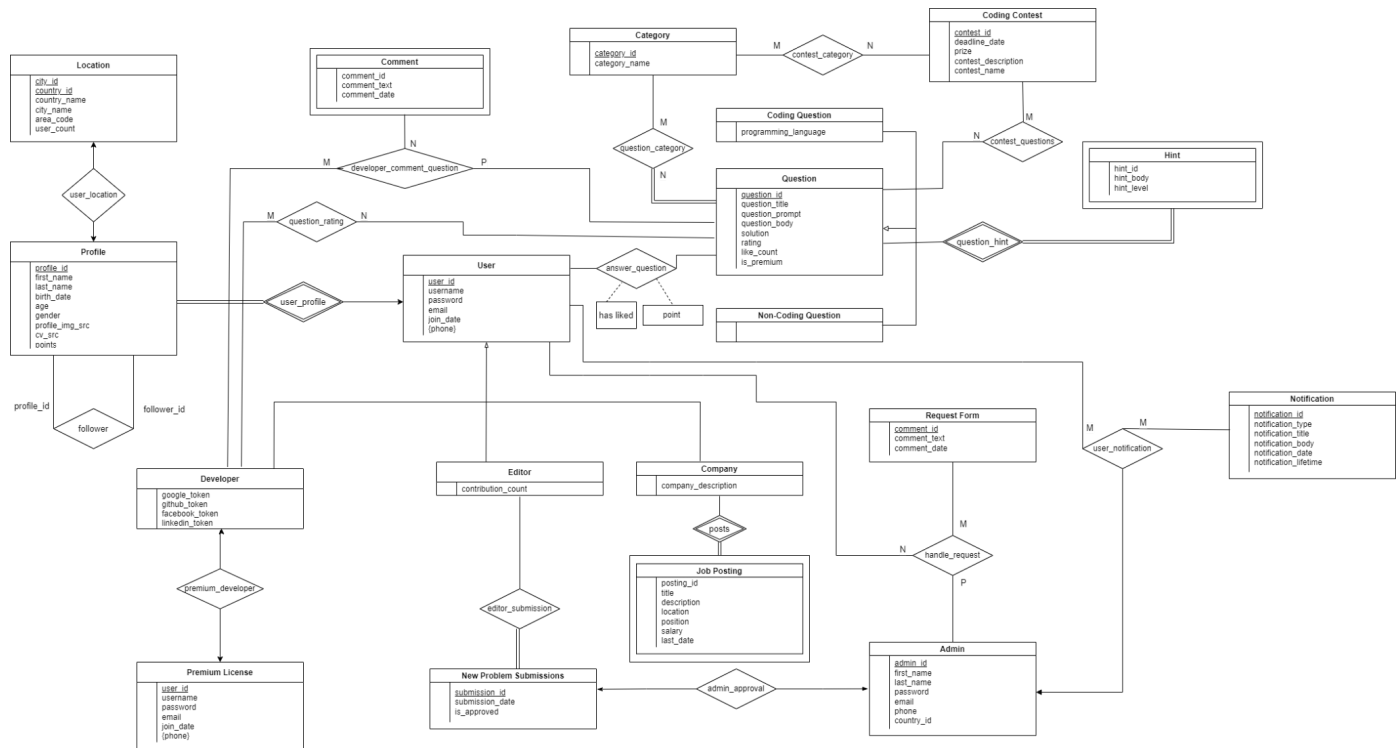 Coding Contest
contest_id
deadline_date
prize
contest_description
contest_name
Category
category_id
category_name
M
contest_category
N
Location
city_id
country_id
country_name
city_name
area_code
user_count
Comment
comment_id
comment_text
comment_date
Coding Question
programming_language
M
question_category
N
M
N
contest_questions
Hint
hint_id
hint_body
hint_level
N
M
developer_comment_question
P
Question
question_id
question_title
question_prompt
question_body
solution
rating
like_count
is_premium
user_location
M
question_rating
N
question_hint
Profile
profile_id
first_name
last_name
birth_date
age
gender
profile_img_src
cv_src
points
user_profile
User
user_id
username
password
email
join_date
{phone}
answer_question
has liked
point
Non-Coding Question
profile_id
follower_id
follower
Request Form
comment_id
comment_text
comment_date
M
M
user_notification
Notification
notification_id
notification_type
notification_title
notification_body
notification_date
notification_lifetime
Developer
google_token
github_token
facebook_token
linkedin_token
Editor
contribution_count
Company
company_description
posts
M
N
handle_request
P
premium_developer
editor_submission
Job Posting
posting_id
title
description
location
position
salary
last_date
Premium License
user_id
username
password
email
join_date
{phone}
New Problem Submissions
submission_id
submission_date
is_approved
admin_approval
Admin
admin_id
first_name
last_name
password
email
phone
country_id